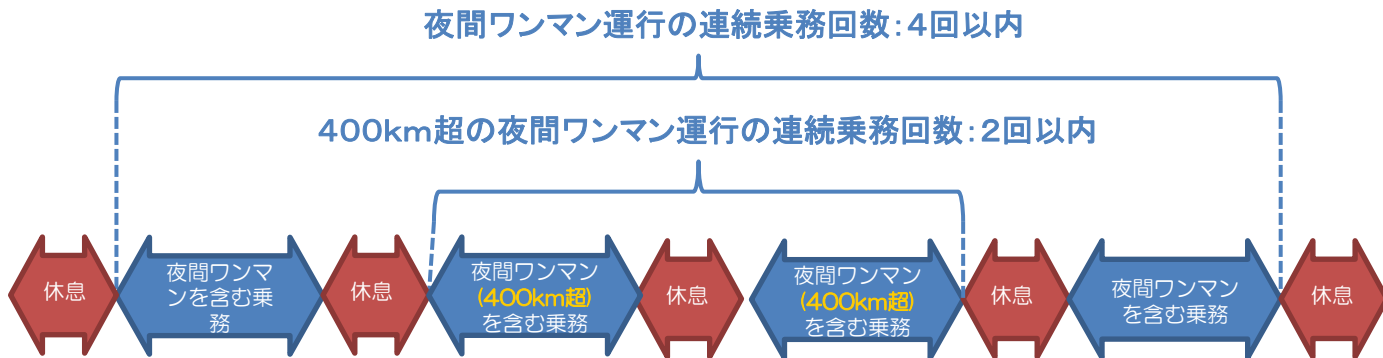 夜間ワンマン運行の連続乗務回数：4回以内
400km超の夜間ワンマン運行の連続乗務回数：2回以内
休息
夜間ワンマ
ンを含む乗
務
休息
夜間ワンマン
(400km超)
を含む乗務
休息
夜間ワンマン
(400km超)
を含む乗務
休息
夜間ワンマン
を含む乗務
休息